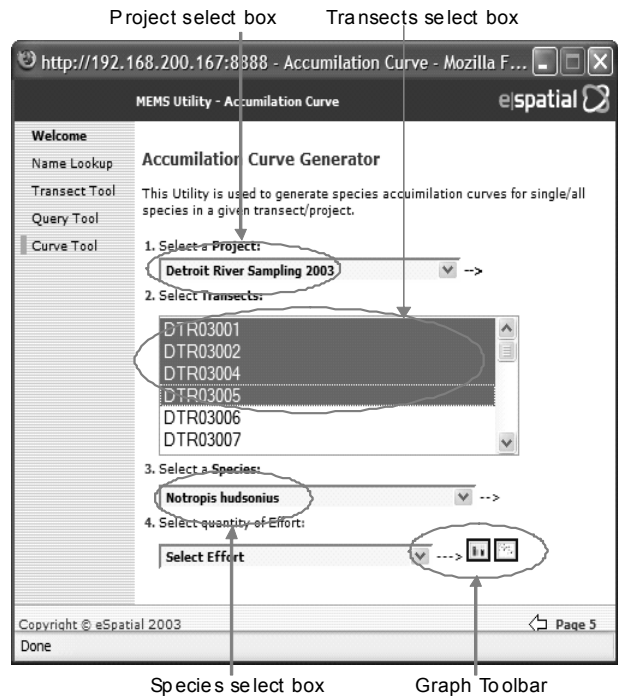 Project select box Transects select box
http://192.168.200.167:8888 - Accumilation Curve - Mozilla F...
MEMS Utility - Accumilation Curve e|spatial
Welcome
Name Lookup
Transect Tool
Query Tool
Curve Tool
Accumilation Curve Generator
This Utility is used to generate species accuimilation curves for single/all
species in a given transect/project.
1. Select a Project:
Detroit River Sampling 2003 -->
2. Select Transects:
DTR03001
DTR03002
DTR03004
DTR03005
DTR03006
DTR03007
3. Select a Species:
Notropis hudsonius -->
4. Select quantity of Effort:
Select Effort --->
Copyright © eSpatial 2003 Page 5
Done
Species select box Graph Toolbar